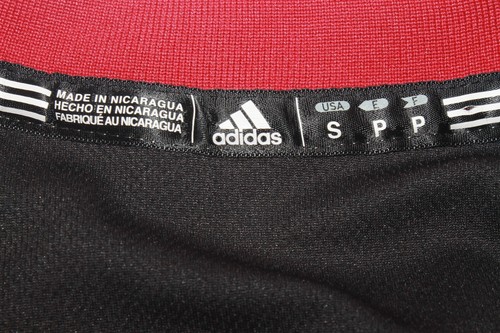 MADE IN NICARAGUA
HECHO EN NICARAGUA
FABRIQUÉ AU NICARAGUA
adidas
USA E F
S P P